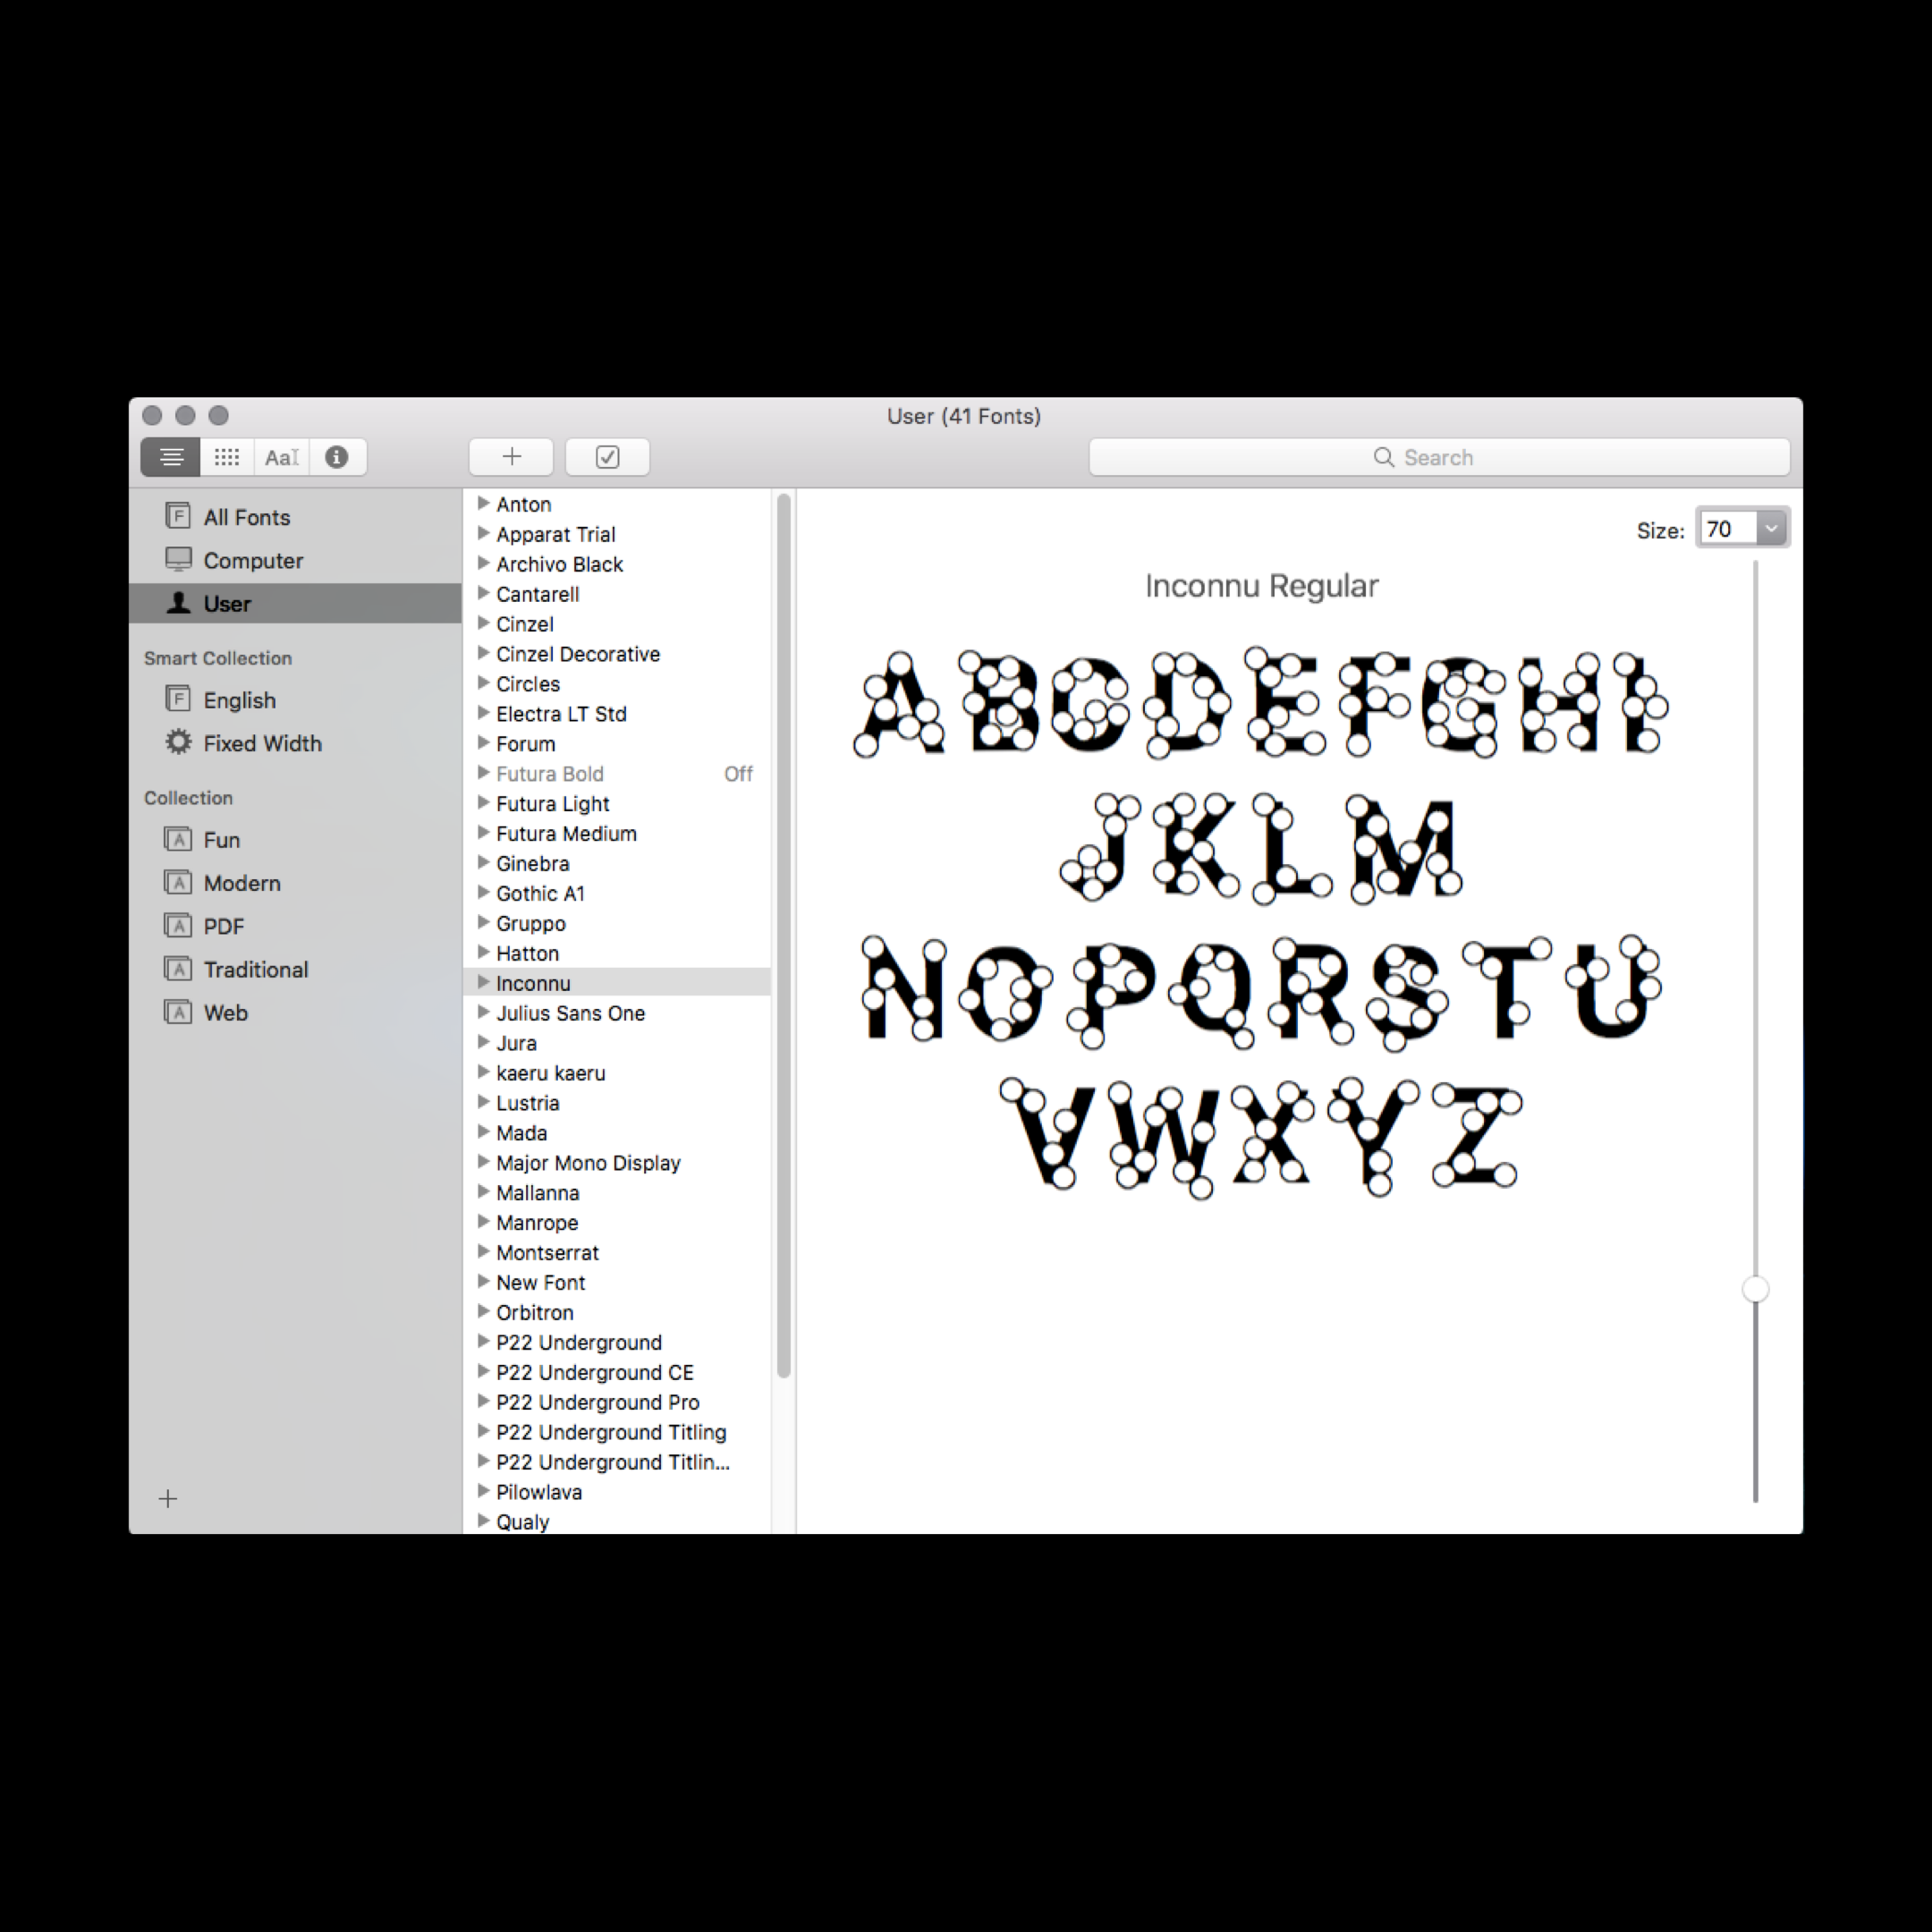 User (41 Fonts)
AaI
Search
All Fonts
Computer
User
Smart Collection
English
Fixed Width
Collection
Fun
Modern
PDF
Traditional
Web
Anton
Apparat Trial
Archivo Black
Cantarell
Cinzel
Cinzel Decorative
Circles
Electra LT Std
Forum
Futura Bold Off
Futura Light
Futura Medium
Ginebra
Gothic A1
Gruppo
Hatton
Inconnu
Julius Sans One
Jura
kaeru kaeru
Lustria
Mada
Major Mono Display
Mallanna
Manrope
Montserrat
New Font
Orbitron
P22 Underground
P22 Underground CE
P22 Underground Pro
P22 Underground Titling
P22 Underground Titlin...
Pilowlava
Qualy
Size: 70
Inconnu Regular
ABCDEFGHI
JKLM
NOPQRSTU
VWXYZ